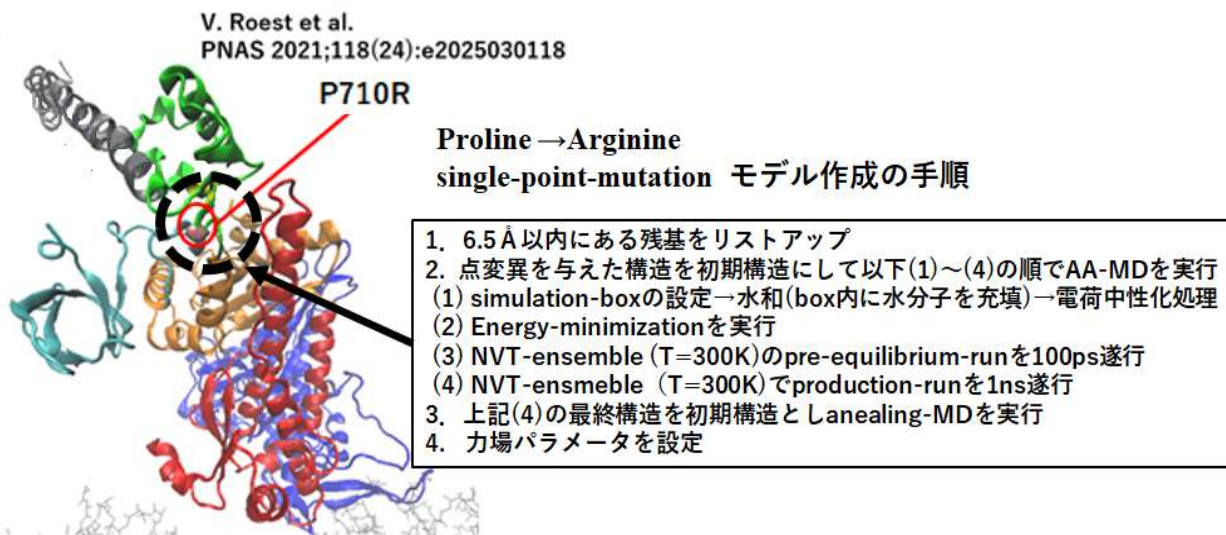 V. Roest et al.
PNAS 2021;118(24):e2025030118
P710R
Proline →Arginine
single-point-mutation モデル作成の手順
1. 6.5Å以内にある残基をリストアップ
2. 点変異を与えた構造を初期構造にして以下(1)～(4)の順でAA-MDを実行
(1) simulation-boxの設定→水和(box内に水分子を充填)→電荷中性化処理
(2) Energy-minimizationを実行
(3) NVT-ensemble (T=300K)のpre-equilibrium-runを100ps遂行
(4) NVT-ensmeble (T=300K)でproduction-runを1ns遂行
3. 上記(4)の最終構造を初期構造としanealing-MDを実行
4. 力場パラメータを設定